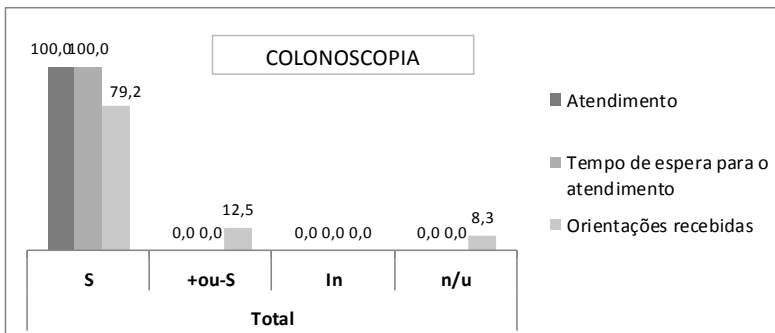 COLONOSCOPIA
100,0 100,0
79,2
0,0 0,0
12,5
0,0 0,0 0,0
0,0 0,0
8,3
S
+ou-S
In
n/u
Total
Atendimento
Tempo de espera para o
atendimento
Orientações recebidas